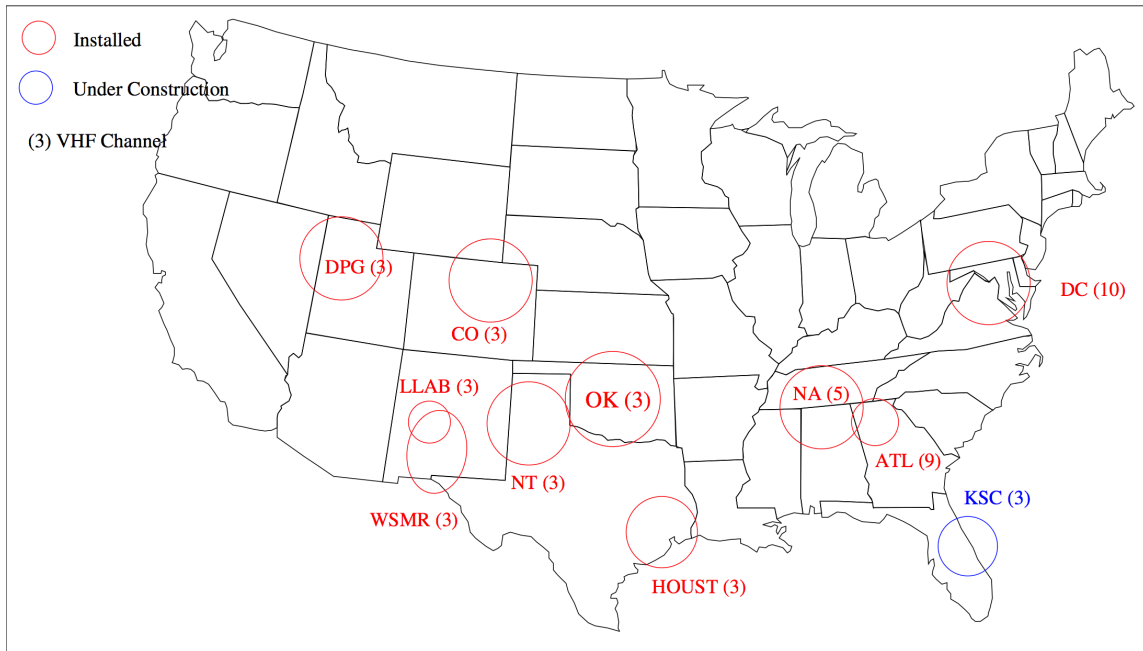 Installed
Under Construction
(3) VHF Channel
DPG (3)
CO (3)
DC (10)
LLAB (3)
OK (3)
NA (5)
ATL (9)
NT (3)
KSC (3)
WSMR (3)
HOUST (3)